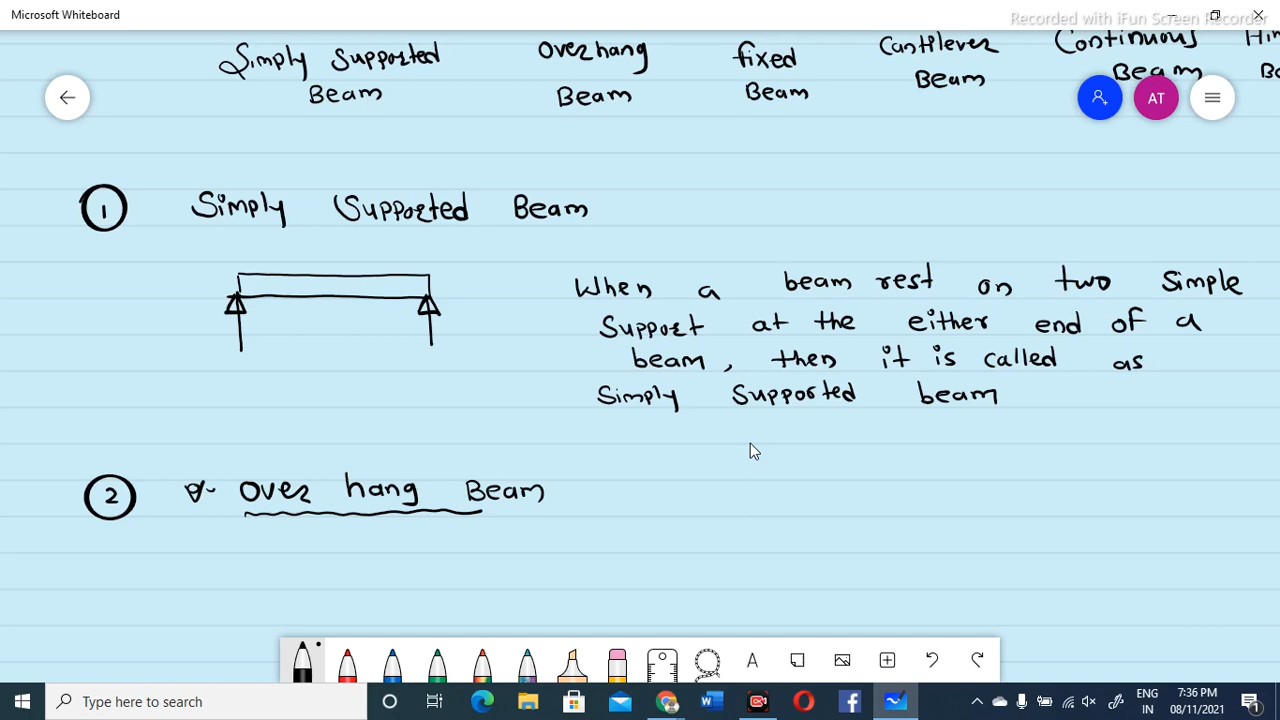 Microsoft Whiteboard
Recorded with iFun Screen Recorder
Simply Supported Beam
Overhang Beam
fixed Beam
Cantilever Beam
Continuous Beam
AT
1 Simply Supported Beam
When a beam rest on two Simple
Support at the either end of a
beam, then it is called as
Simply Supported beam
2 Over hang Beam
Type here to search
ENG
IN
7:36 PM
08/11/2021
1